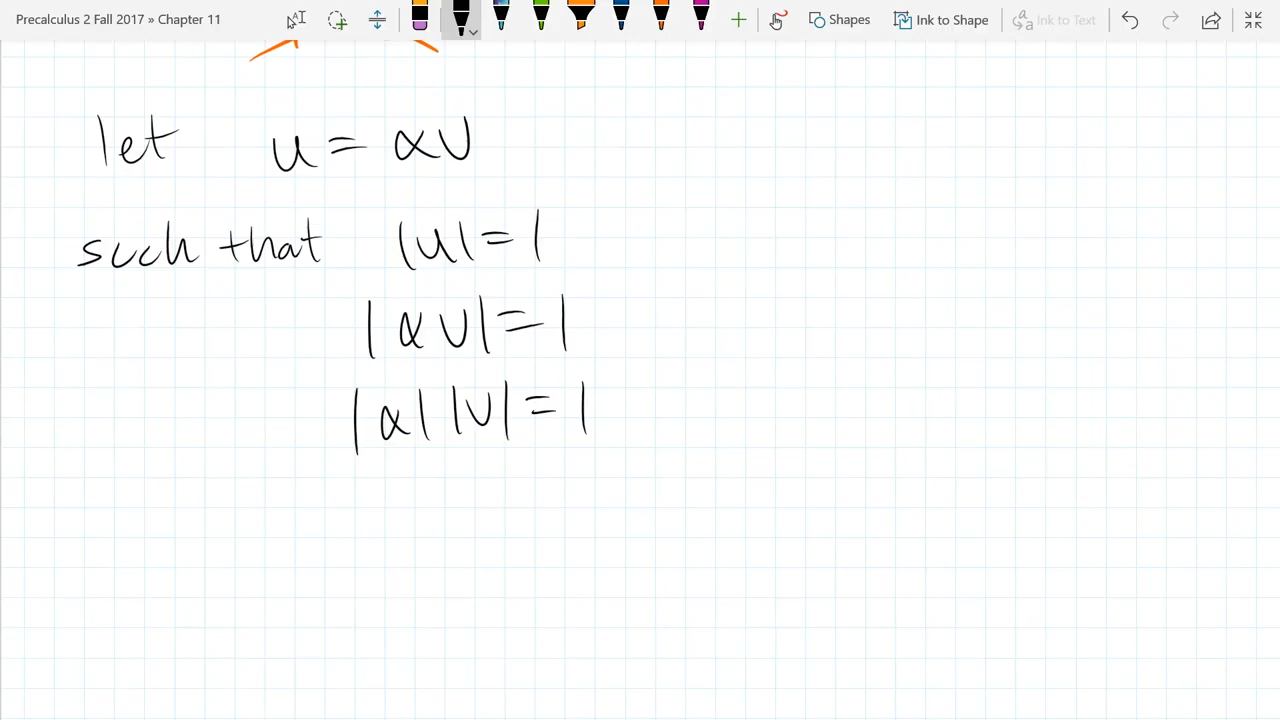 Precalculus 2 Fall 2017 » Chapter 11
Shapes
Ink to Shape
Ink to Text
let u = αv
such that |u| = 1
|αv| = 1
|α| |v| = 1